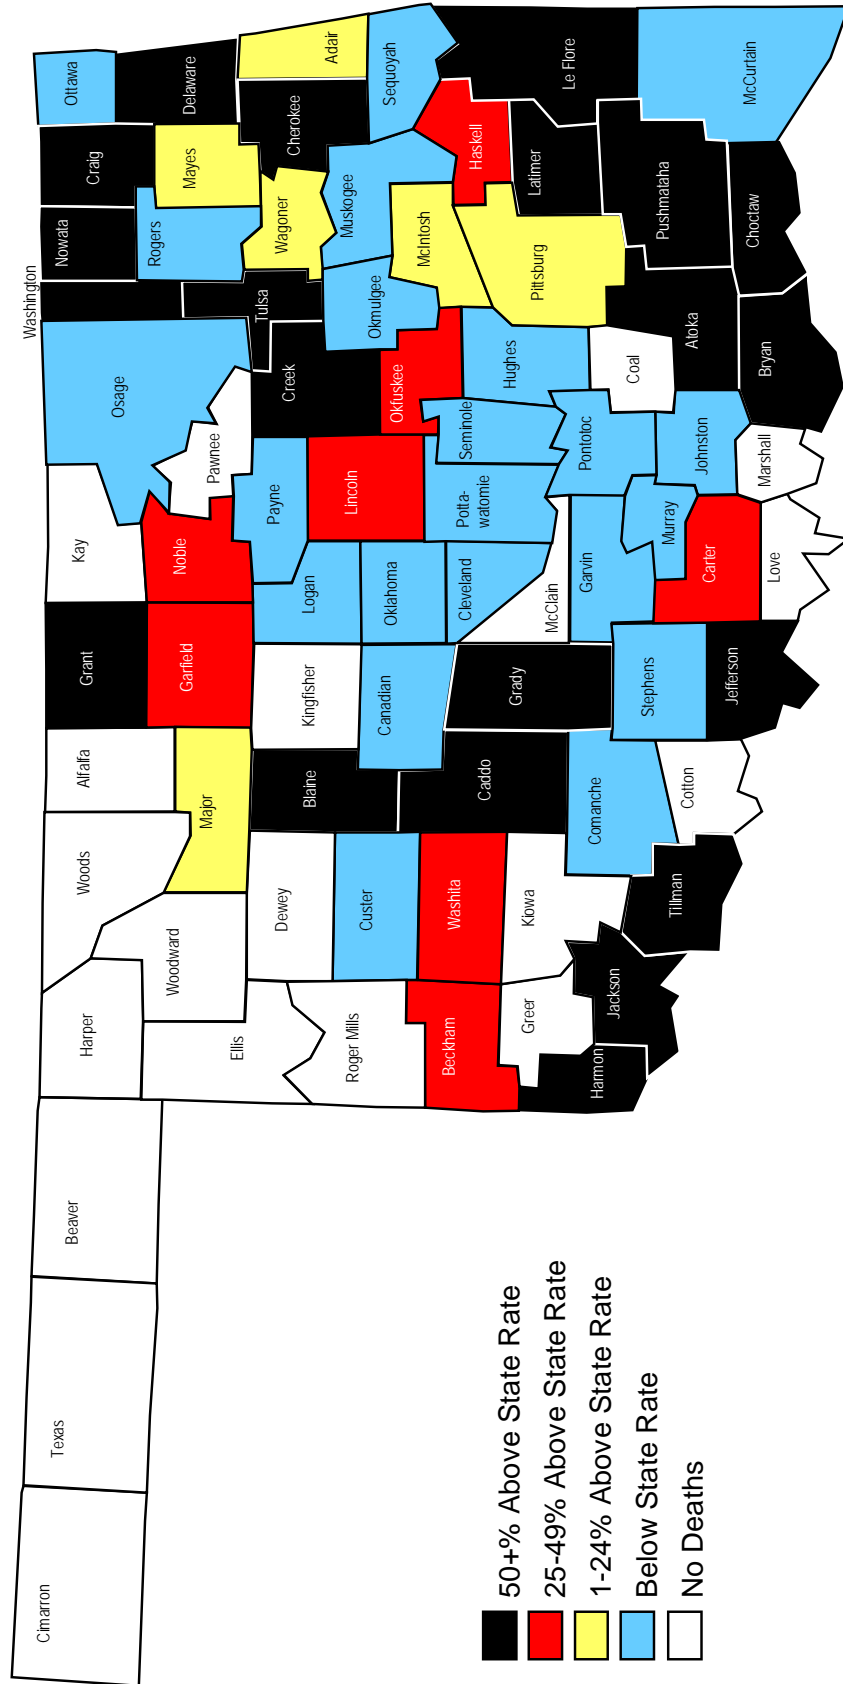 Cimarron
Texas
Beaver
Harper
Woods
Alfalfa
Grant
Kay
Osage
Washington
Nowata
Craig
Ottawa
Ellis
Woodward
Major
Garfield
Noble
Pawnee
Rogers
Mayes
Delaware
Roger Mills
Dewey
Blaine
Kingfisher
Logan
Payne
Creek
Tulsa
Wagoner
Cherokee
Adair
Beckham
Custer
Washita
Caddo
Canadian
Oklahoma
Lincoln
Okfuskee
Okmulgee
Muskogee
Sequoyah
Greer
Kiowa
Grady
Cleveland
Potta-
watomie
Seminole
Hughes
McIntosh
Haskell
Harmon
Jackson
Tillman
Comanche
Stephens
McClain
Garvin
Pontotoc
Coal
Pittsburg
Latimer
Le Flore
Cotton
Jefferson
Carter
Murray
Johnston
Atoka
Pushmataha
McCurtain
Love
Marshall
Bryan
Choctaw
50+% Above State Rate
25-49% Above State Rate
1-24% Above State Rate
Below State Rate
No Deaths